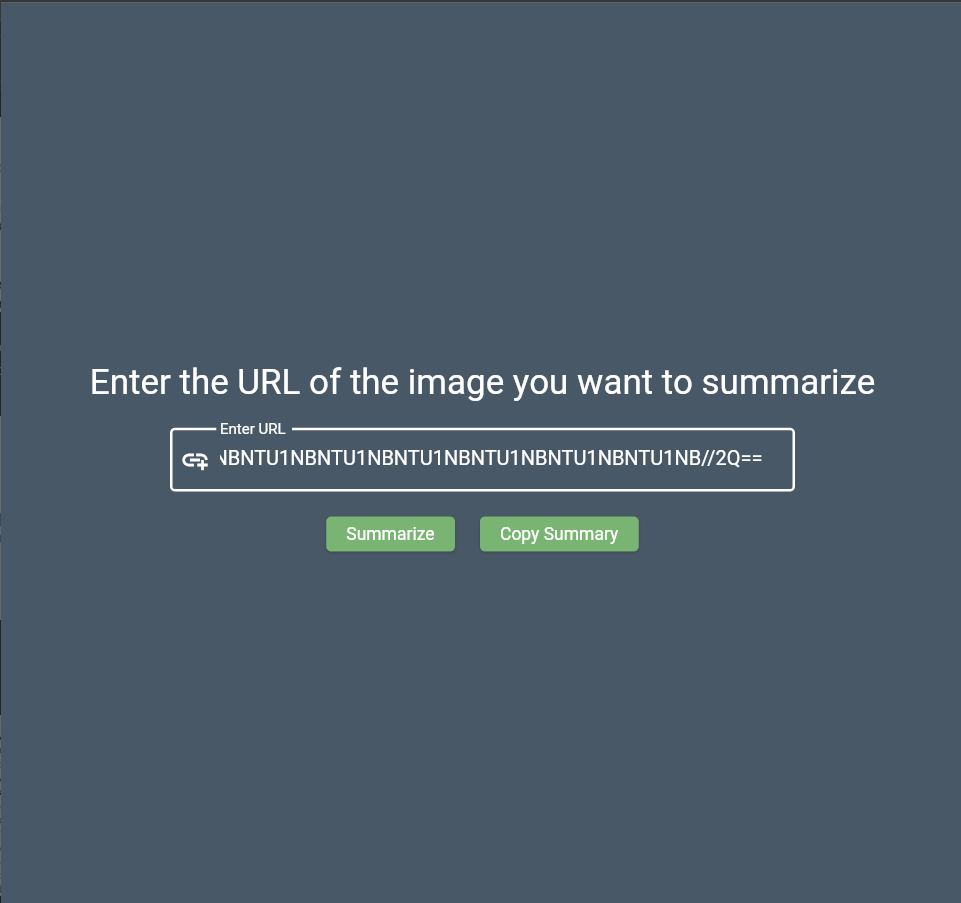 Enter the URL of the image you want to summarize
Enter URL
NBNTU1NBNTU1NBNTU1NBNTU1NBNTU1NBNTU1NB//2Q==
Summarize
Copy Summary